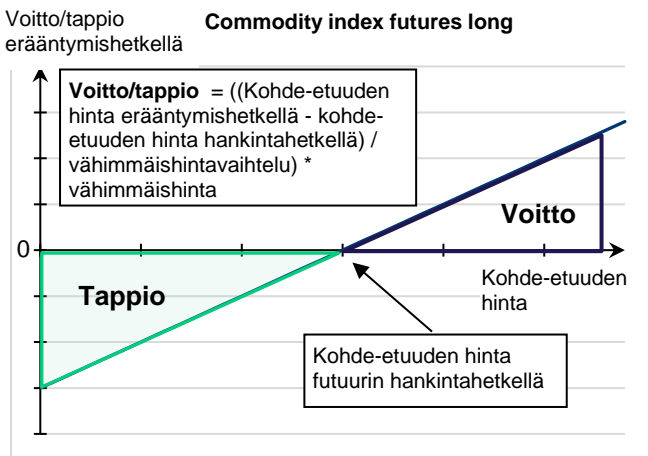 Voitto/tappio
erääntymishetkellä
Commodity index futures long
Voitto/tappio = ((Kohde-etuuden
hinta erääntymishetkellä - kohde-
etuuden hinta hankintahetkellä) /
vähimmäishintavaihtelu) *
vähimmäishinta
Voitto
0
Kohde-etuuden
hinta
Tappio
Kohde-etuuden hinta
futuurin hankintahetkellä